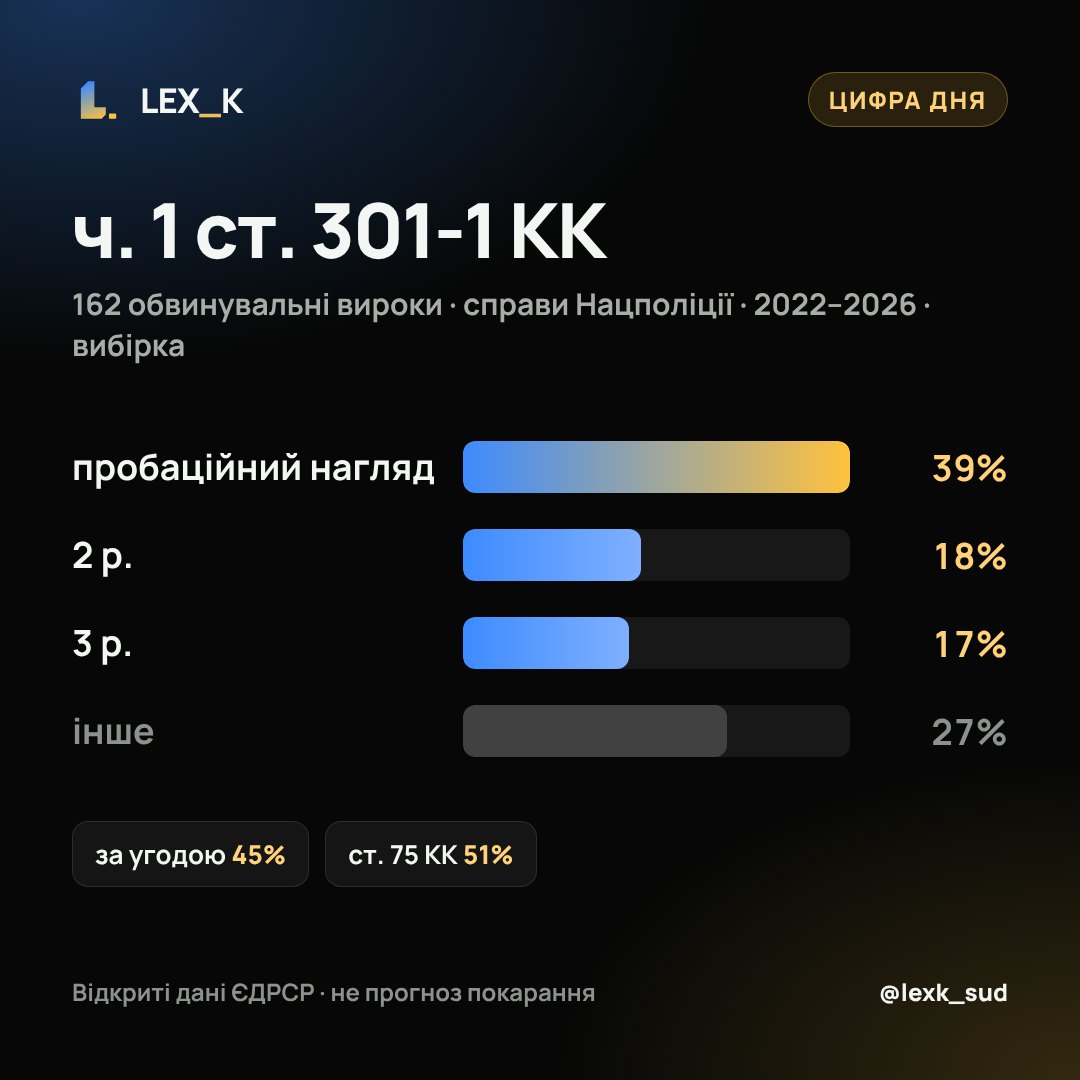 LEX_K
ЦИФРА ДНЯ
ч. 1 ст. 301-1 КК
162 обвинувальні вироки · справи Нацполіції · 2022–2026 ·
вибірка
пробаційний нагляд 39%
2 р. 18%
3 р. 17%
інше 27%
за угодою 45%
ст. 75 КК 51%
Відкриті дані ЄДРСР · не прогноз покарання
@lexk_sud